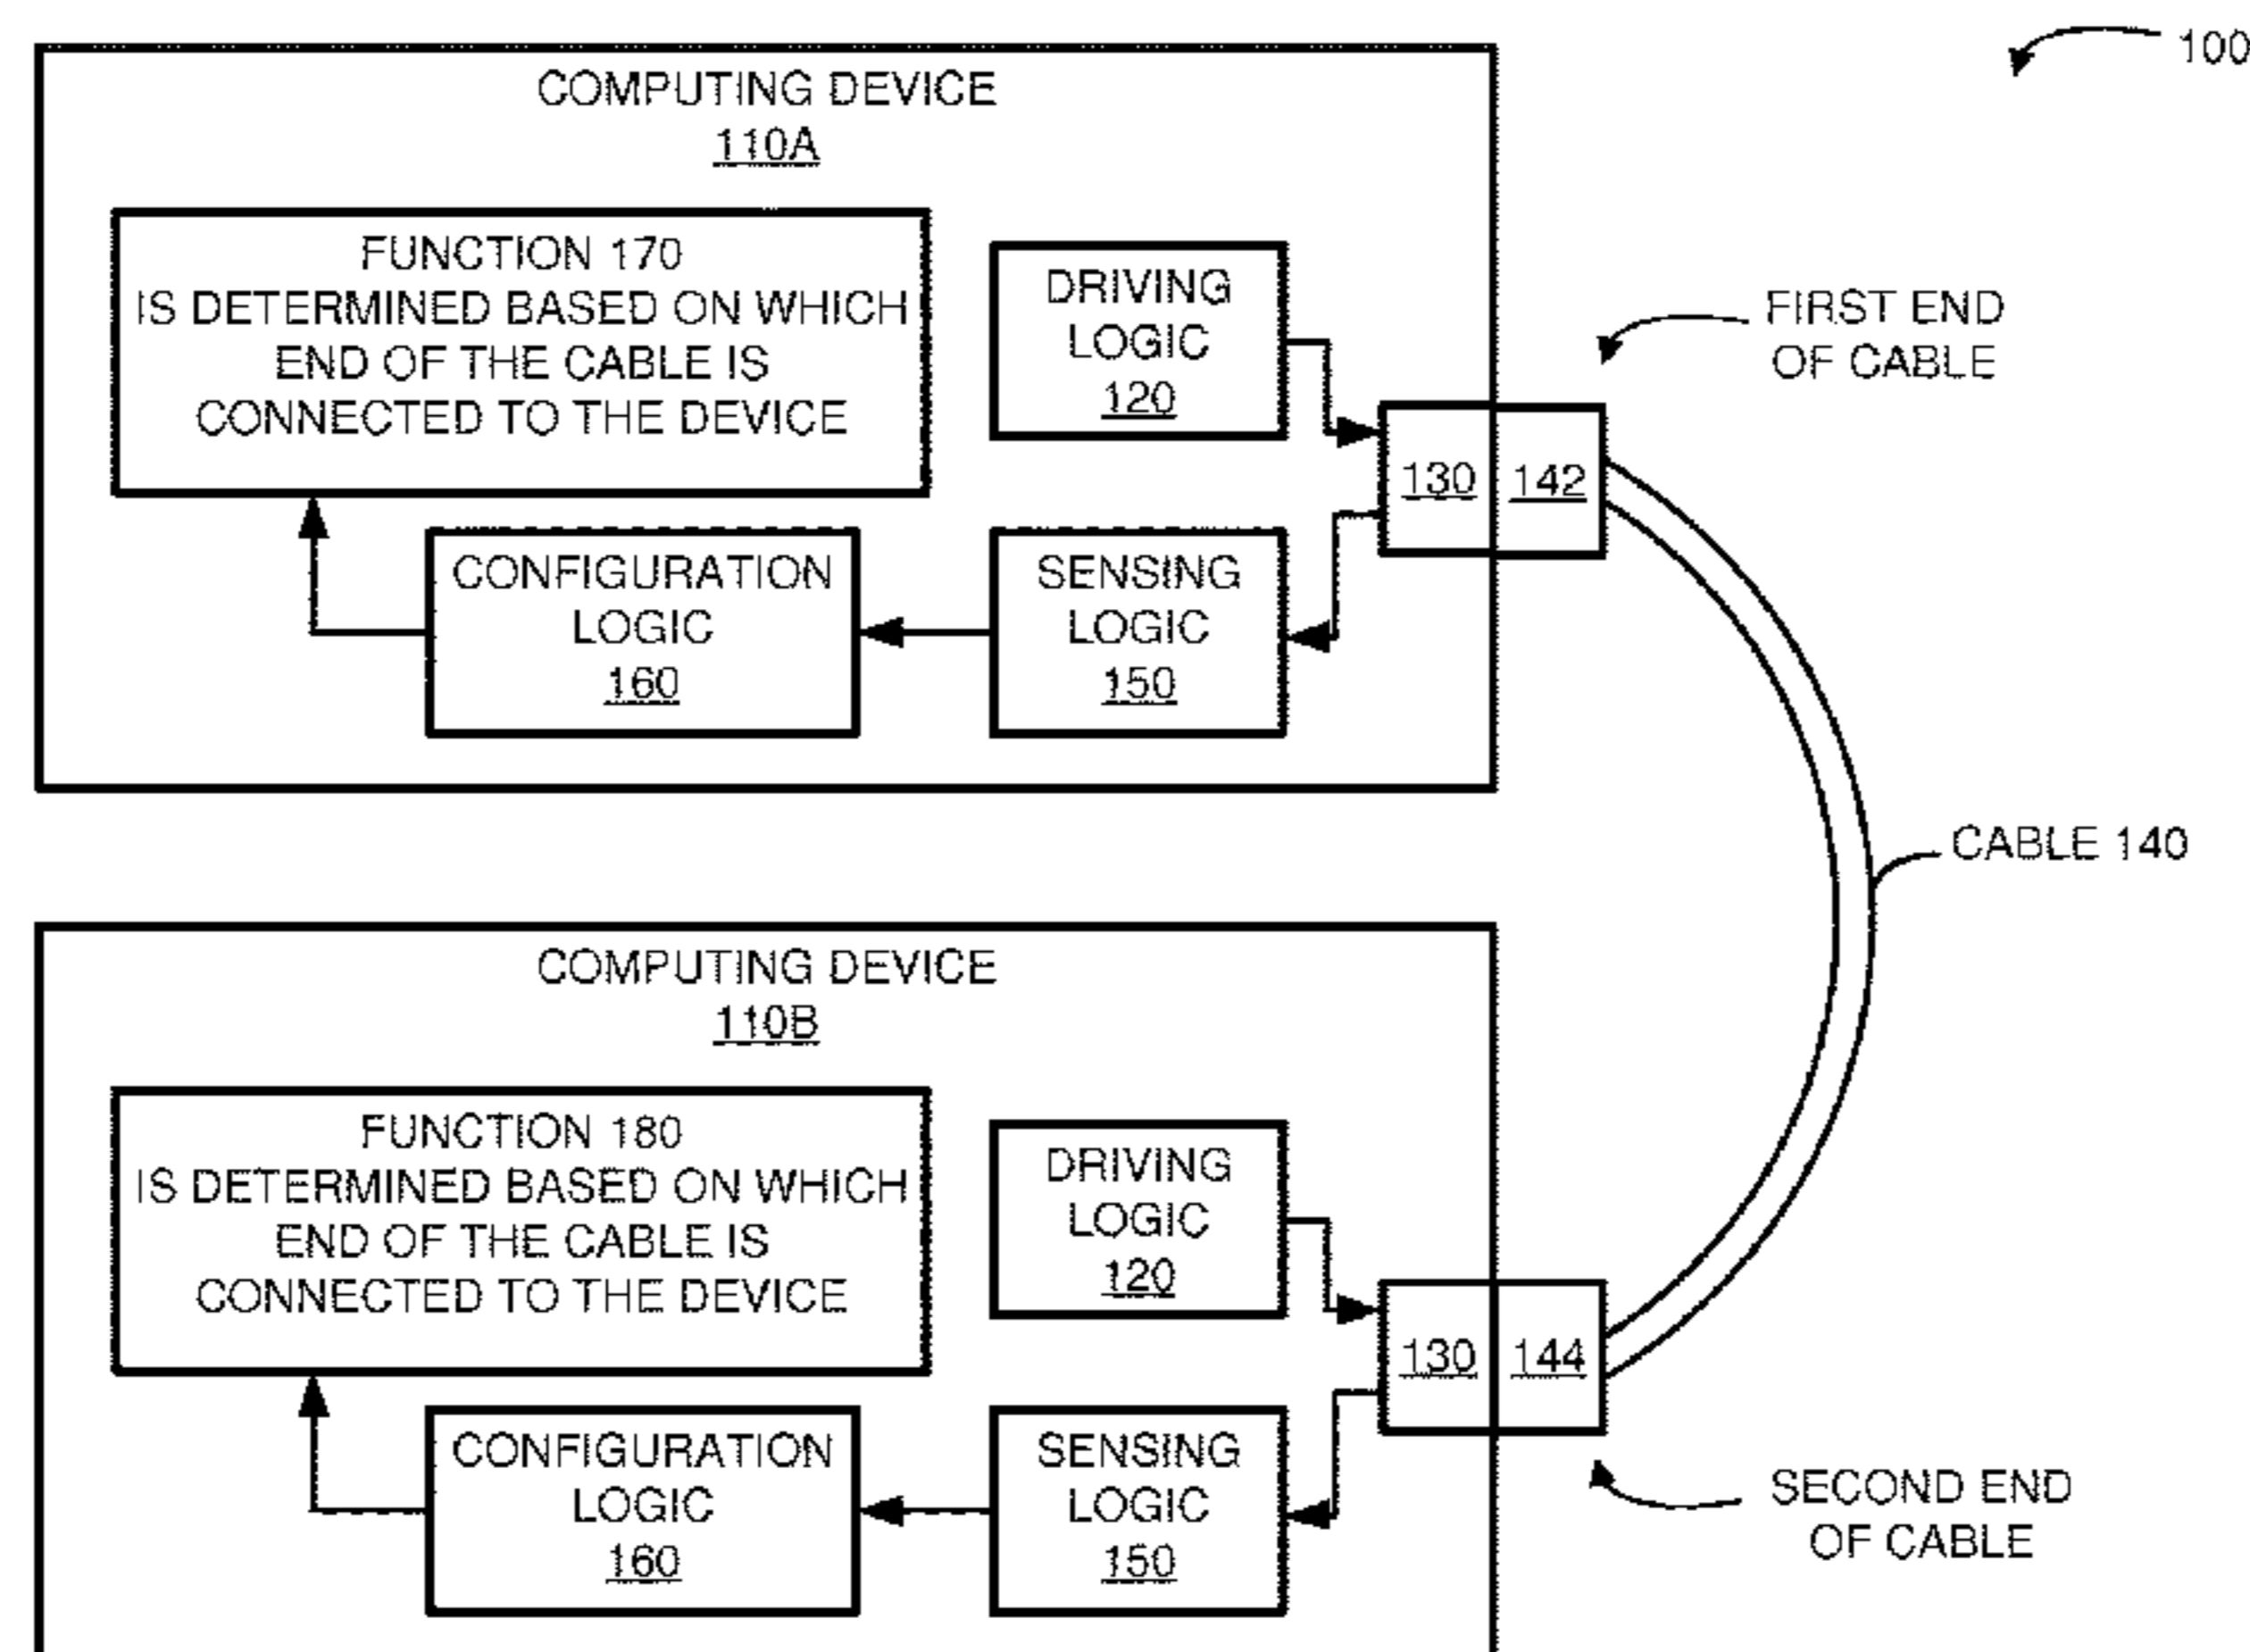 100
COMPUTING DEVICE
110A
FUNCTION 170
IS DETERMINED BASED ON WHICH
END OF THE CABLE IS
CONNECTED TO THE DEVICE
DRIVING
LOGIC
120
FIRST END
OF CABLE
130
142
CONFIGURATION
LOGIC
160
SENSING
LOGIC
150
CABLE 140
COMPUTING DEVICE
110B
FUNCTION 180
IS DETERMINED BASED ON WHICH
END OF THE CABLE IS
CONNECTED TO THE DEVICE
DRIVING
LOGIC
120
130
144
CONFIGURATION
LOGIC
160
SENSING
LOGIC
150
SECOND END
OF CABLE